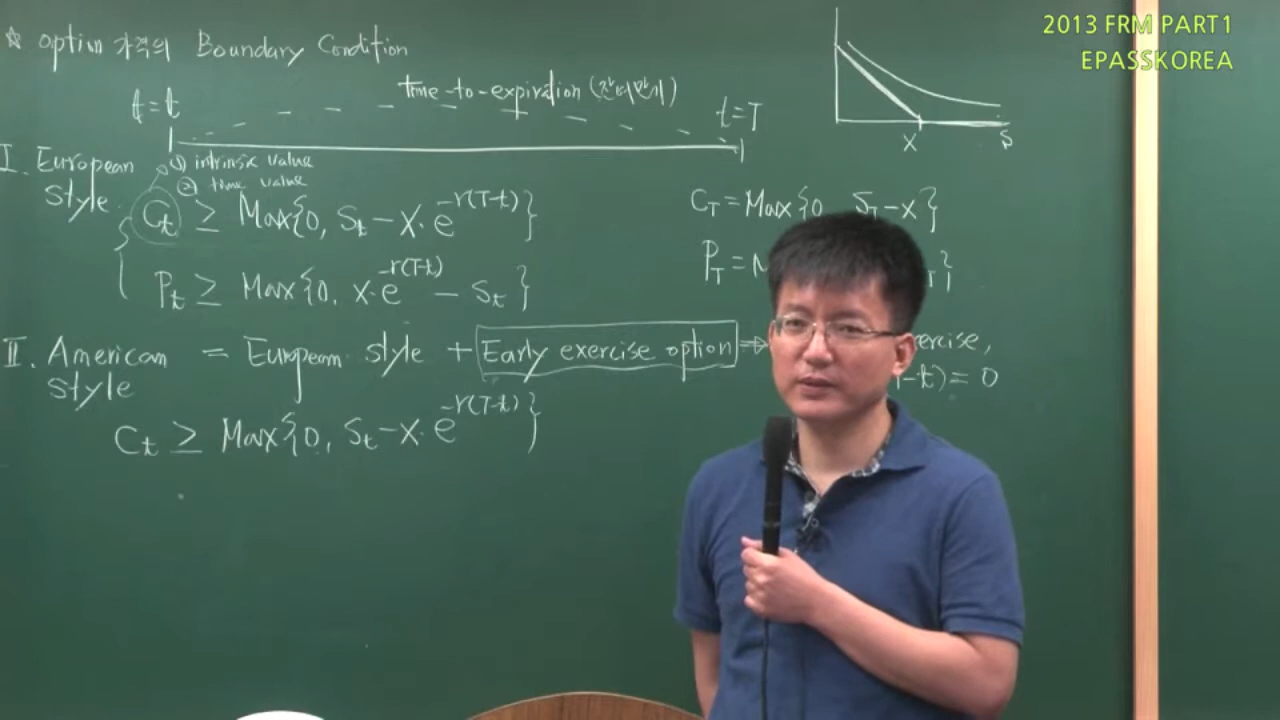 2013 FRM PART1
EPASSKOREA
☆ option 가격의 Boundary Condition
time-to-expiration (잔여만기)
t=t
t=T
X
S
I. European style
① intrinsic value
② time value
Ct ≥ Max{0, St-X·e^-r(T-t)}
CT = Max{0 ST-X}
Pt ≥ Max{0, X·e^-r(T-t) - St}
PT = M
T}
II. American style = European style + Early exercise option ⇒
ercise,
-t) = 0
Ct ≥ Max{0, St-X·e^-r(T-t)}